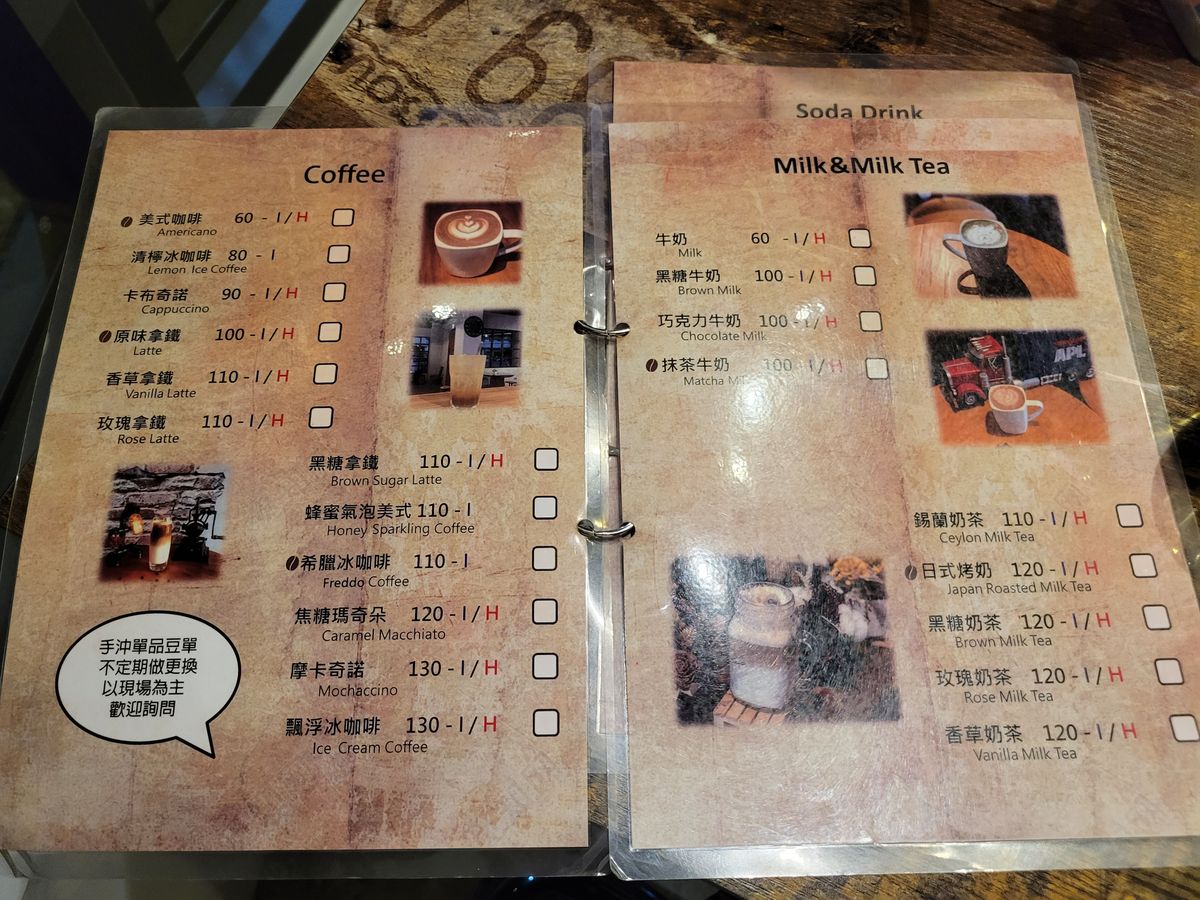 Coffee
美式咖啡 60 - I / H
Americano
清檸冰咖啡 80 - I
Lemon Ice Coffee
卡布奇諾 90 - I / H
Cappuccino
原味拿鐵 100 - I / H
Latte
香草拿鐵 110 - I / H
Vanilla Latte
玫瑰拿鐵 110 - I / H
Rose Latte
黑糖拿鐵 110 - I / H
Brown Sugar Latte
蜂蜜氣泡美式 110 - I
Honey Sparkling Coffee
希臘冰咖啡 110 - I
Freddo Coffee
焦糖瑪奇朵 120 - I / H
Caramel Macchiato
摩卡奇諾 130 - I / H
Mochaccino
飄浮冰咖啡 130 - I / H
Ice Cream Coffee
手沖單品豆單
不定期做更換
以現場為主
歡迎詢問
Soda Drink
Milk&Milk Tea
牛奶 60 - I / H
Milk
黑糖牛奶 100 - I / H
Brown Milk
巧克力牛奶 100 - I / H
Chocolate Milk
抹茶牛奶 100 - I / H
Matcha
APL
錫蘭奶茶 110 - I / H
Ceylon Milk Tea
日式烤奶 120 - I / H
Japan Roasted Milk Tea
黑糖奶茶 120 - I / H
Brown Milk Tea
玫瑰奶茶 120 - I / H
Rose Milk Tea
香草奶茶 120 - I / H
Vanilla Milk Tea